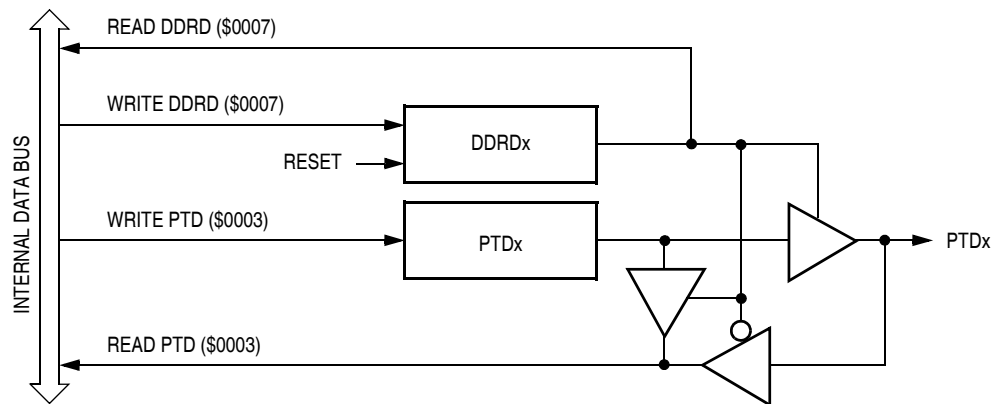 READ DDRD ($0007)
WRITE DDRD ($0007)
DDRDx
RESET
WRITE PTD ($0003)
PTDx
PTDx
READ PTD ($0003)
INTERNAL DATA BUS